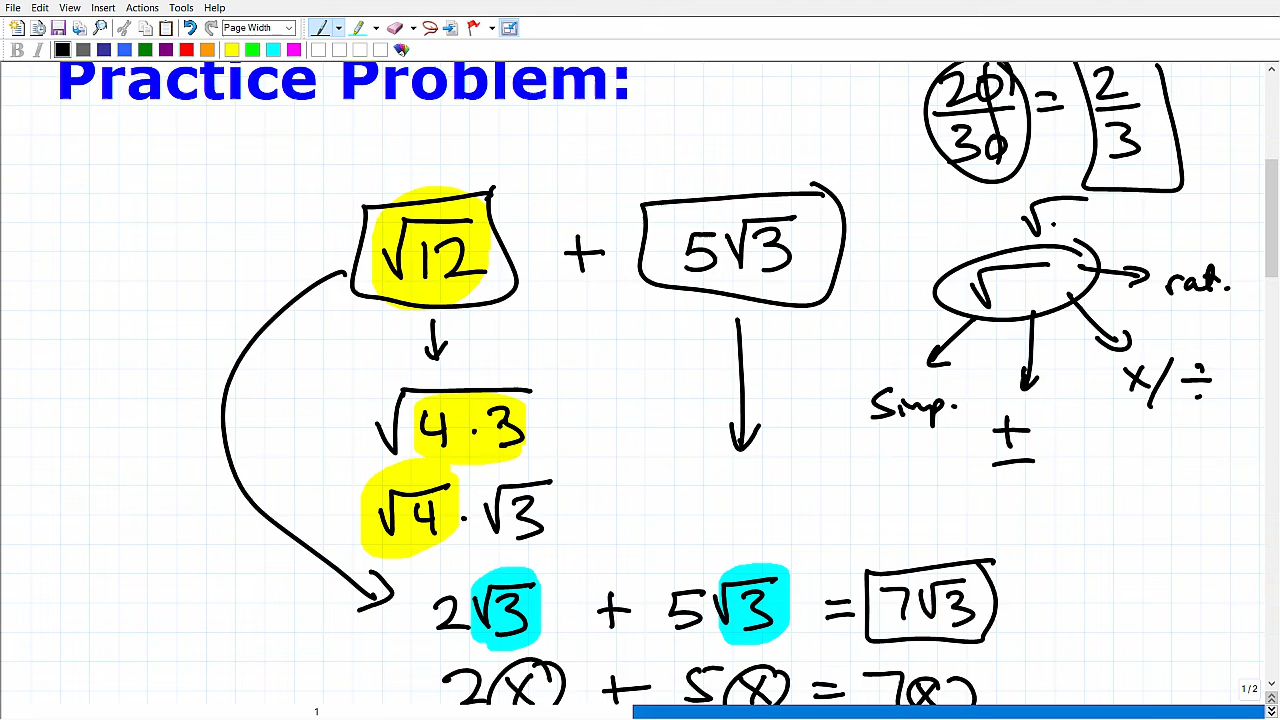 File Edit View Insert Actions Tools Help
Page Width
B I
Practice Problem:
20/30 = 2/3
√12 + 5√3
√.
√
rat.
x/÷
simp.
±
√4·3
√4 · √3
2√3 + 5√3 = 7√3
2(x) + 5(x) = 7(x)
1/2
1